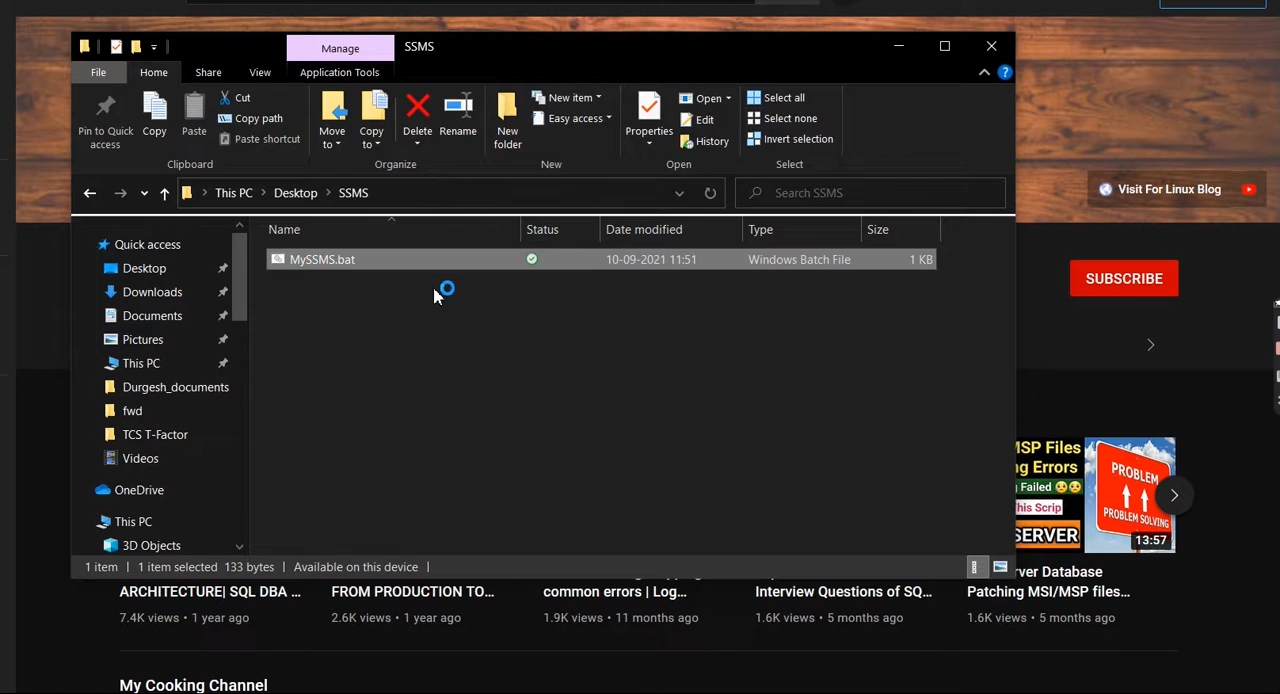 Manage
SSMS
File
Home
Share
View
Application Tools
Pin to Quick access
Copy
Paste
Cut
Copy path
Paste shortcut
Clipboard
Move to
Copy to
Delete
Rename
Organize
New folder
New item
Easy access
New
Properties
Open
Edit
History
Open
Select all
Select none
Invert selection
Select
This PC
Desktop
SSMS
Search SSMS
Visit For Linux Blog
Name
Status
Date modified
Type
Size
MySSMS.bat
10-09-2021 11:51
Windows Batch File
1 KB
Quick access
Desktop
Downloads
Documents
Pictures
This PC
Durgesh_documents
fwd
TCS T-Factor
Videos
OneDrive
This PC
3D Objects
1 item
1 item selected 133 bytes
Available on this device
SUBSCRIBE
MSP Files
Errors
Failed
his Scrip
SERVER
PROBLEM
PROBLEM SOLVING
13:57
ARCHITECTURE| SQL DBA ...
7.4K views • 1 year ago
FROM PRODUCTION TO...
2.6K views • 1 year ago
common errors | Log...
1.9K views • 11 months ago
Interview Questions of SQ...
1.6K views • 5 months ago
Database
Patching MSI/MSP files...
1.6K views • 5 months ago
My Cooking Channel